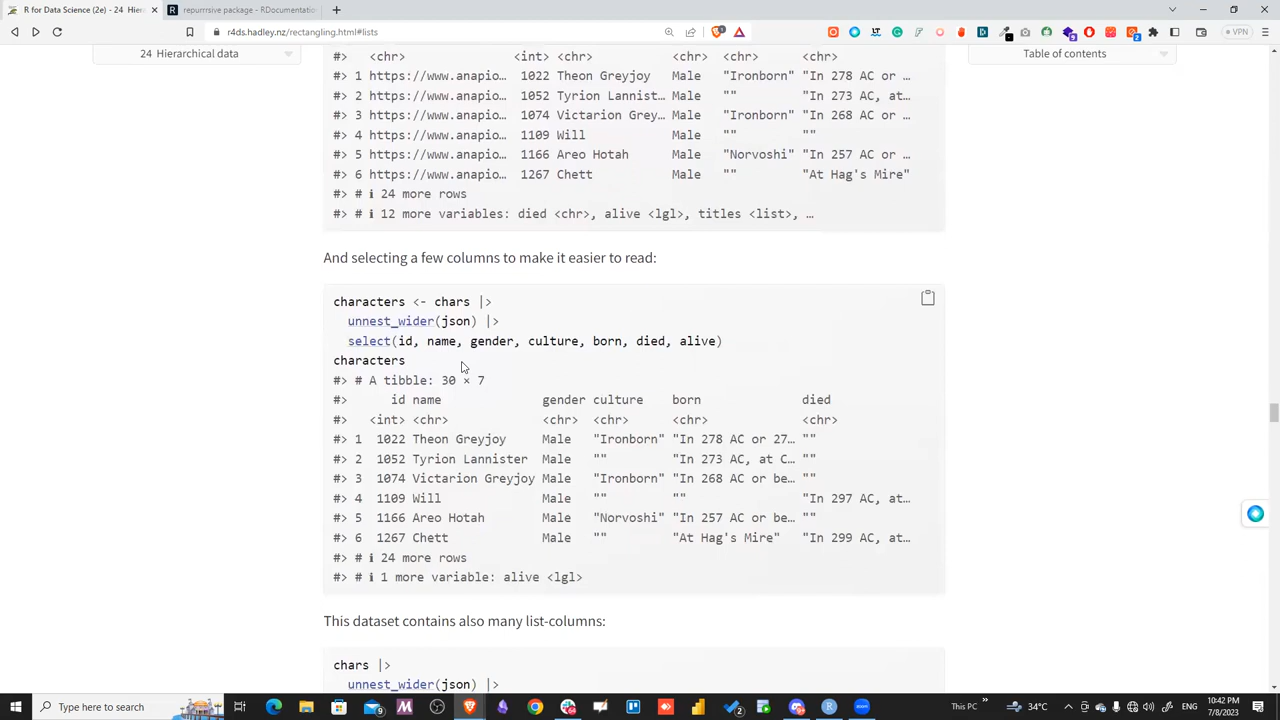 R for Data Science (2e) - 24 Hiera
repurrrsive package - RDocumentatio
r4ds.hadley.nz/rectangling.html#lists
VPN
24 Hierarchical data
Table of contents
#> <chr> <int> <chr> <chr> <chr> <chr>
#> 1 https://www.anapio… 1022 Theon Greyjoy Male "Ironborn" "In 278 AC or …
#> 2 https://www.anapio… 1052 Tyrion Lannist… Male "" "In 273 AC, at…
#> 3 https://www.anapio… 1074 Victarion Grey… Male "Ironborn" "In 268 AC or …
#> 4 https://www.anapio… 1109 Will Male "" ""
#> 5 https://www.anapio… 1166 Areo Hotah Male "Norvoshi" "In 257 AC or …
#> 6 https://www.anapio… 1267 Chett Male "" "At Hag's Mire"
#> # ℹ 24 more rows
#> # ℹ 12 more variables: died <chr>, alive <lgl>, titles <list>, …
And selecting a few columns to make it easier to read:
characters <- chars |>
unnest_wider(json) |>
select(id, name, gender, culture, born, died, alive)
characters
#> # A tibble: 30 × 7
#> id name gender culture born died
#> <int> <chr> <chr> <chr> <chr> <chr>
#> 1 1022 Theon Greyjoy Male "Ironborn" "In 278 AC or 27… ""
#> 2 1052 Tyrion Lannister Male "" "In 273 AC, at C… ""
#> 3 1074 Victarion Greyjoy Male "Ironborn" "In 268 AC or be… ""
#> 4 1109 Will Male "" "" "In 297 AC, at…
#> 5 1166 Areo Hotah Male "Norvoshi" "In 257 AC or be… ""
#> 6 1267 Chett Male "" "At Hag's Mire" "In 299 AC, at…
#> # ℹ 24 more rows
#> # ℹ 1 more variable: alive <lgl>
This dataset contains also many list-columns:
chars |>
unnest_wider(json) |>
Type here to search
This PC
34°C
10:42 PM
7/8/2023